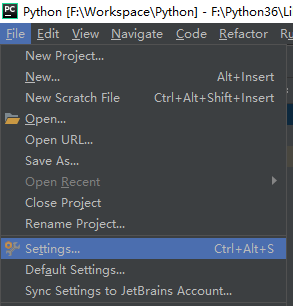 PC Python [F:\Workspace\Python] - F:\Python36\Li
File Edit View Navigate Code Refactor Ru
New Project...
New... Alt+Insert
New Scratch File Ctrl+Alt+Shift+Insert
Open...
Open URL...
Save As...
Open Recent
Close Project
Rename Project...
Settings... Ctrl+Alt+S
Default Settings...
Sync Settings to JetBrains Account...